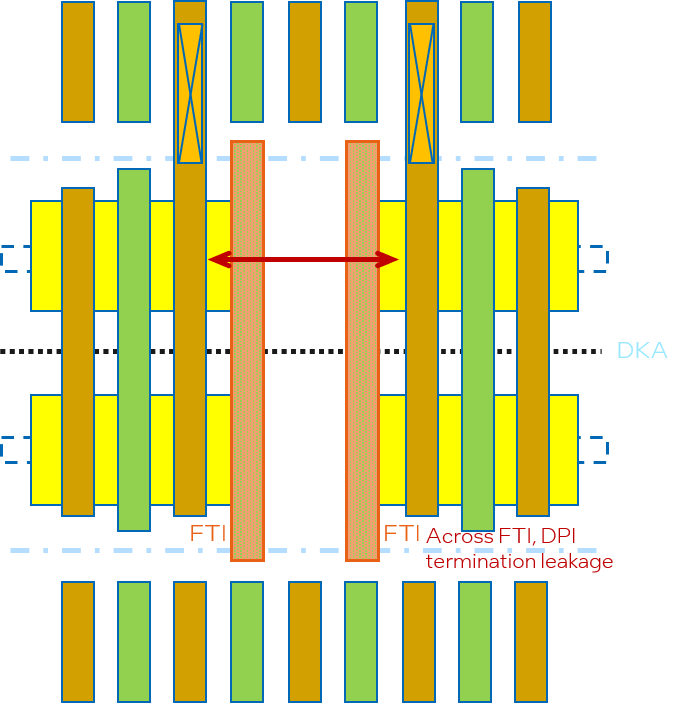 DKA
FTI
FTI
Across FTI, DPI
termination leakage